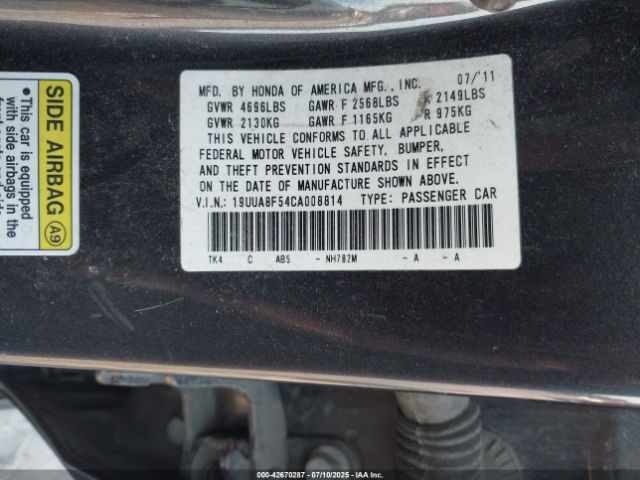 SIDE AIRBAG A9
• This car is equipped
with side airbags in the
MFD. BY HONDA OF AMERICA MFG., INC. 07/'11
GVWR 4696LBS GAWR F 2568LBS R 2149LBS
GVWR 2130KG GAWR F 1165KG R 975KG
THIS VEHICLE CONFORMS TO ALL APPLICABLE
FEDERAL MOTOR VEHICLE SAFETY, BUMPER,
AND THEFT PREVENTION STANDARDS IN EFFECT
ON THE DATE OF MANUFACTURE SHOWN ABOVE.
V.I.N.: 19UUA8F54CA008814 TYPE: PASSENGER CAR
TK4 C AB5 - NH782M - A - A
000-42670287 - 07/10/2025 - IAA Inc.